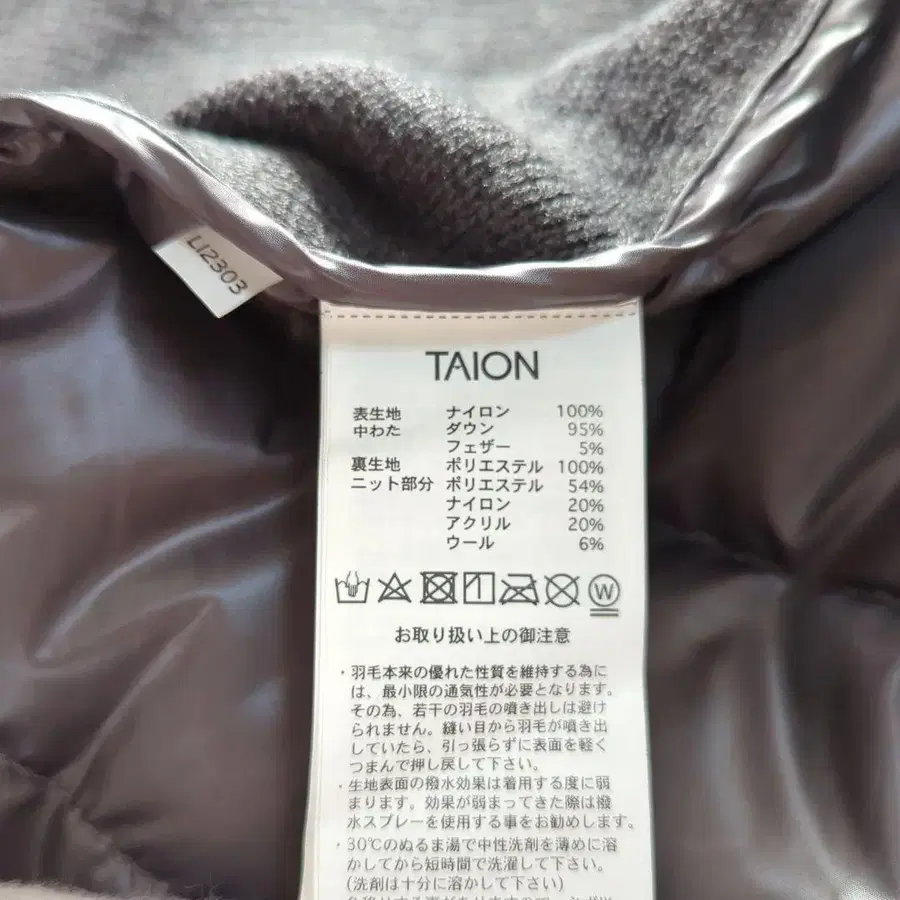 L12303
TAION
表生地 ナイロン 100%
中わた ダウン 95%
フェザー 5%
裏生地 ポリエステル 100%
ニット部分 ポリエステル 54%
ナイロン 20%
アクリル 20%
ウール 6%
W
お取り扱い上の御注意
・羽毛本来の優れた性質を維持する為に
は、最小限の通気性が必要となります。
その為、若干の羽毛の噴き出しは避け
られません。縫い目から羽毛が噴き出
していたら、引っ張らずに表面を軽く
つまんで押し戻して下さい。
・生地表面の撥水効果は着用する度に弱
まります。効果が弱まってきた際は撥
水スプレーを使用する事をお勧めします。
・30℃のぬるま湯で中性洗剤を薄めに溶
かしてから短時間で洗濯して下さい。
(洗剤は十分に溶かして下さい)